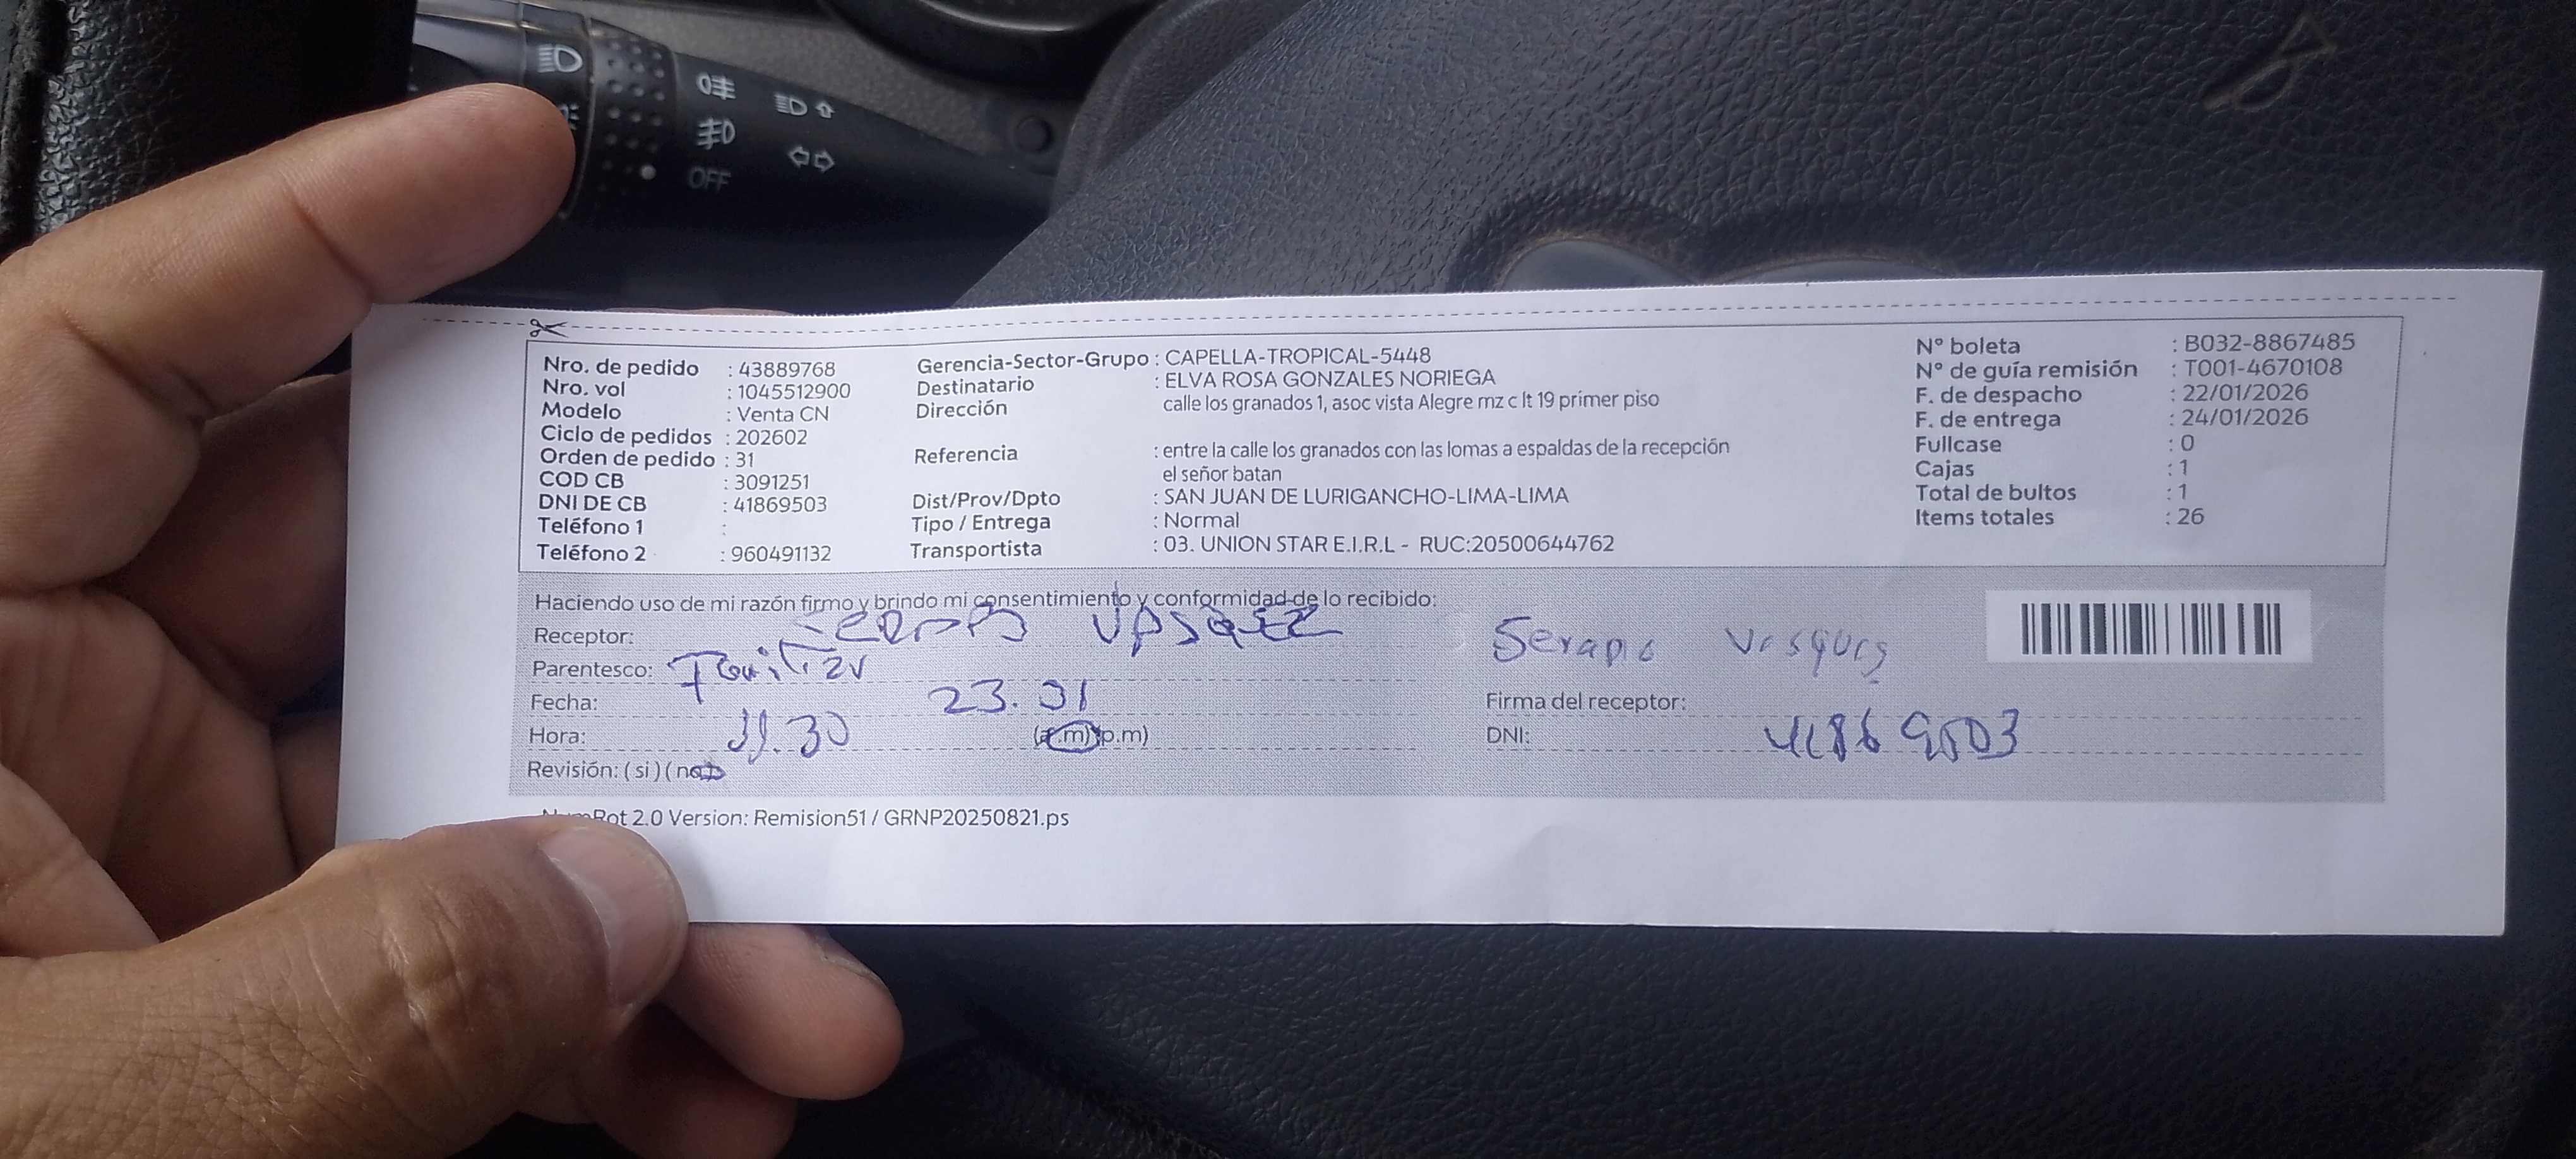 OFF
Nro. de pedido : 43889768
Nro. vol : 1045512900
Modelo : Venta CN
Ciclo de pedidos : 202602
Orden de pedido : 31
COD CB : 3091251
DNI DE CB : 41869503
Teléfono 1 :
Teléfono 2 : 960491132
Gerencia-Sector-Grupo : CAPELLA-TROPICAL-5448
Destinatario : ELVA ROSA GONZALES NORIEGA
Dirección calle los granados 1, asoc vista Alegre mz c lt 19 primer piso
Referencia : entre la calle los granados con las lomas a espaldas de la recepción
el señor batan
Dist/Prov/Dpto : SAN JUAN DE LURIGANCHO-LIMA-LIMA
Tipo / Entrega : Normal
Transportista : 03. UNION STAR E.I.R.L - RUC:20500644762
N° boleta : B032-8867485
N° de guía remisión : T001-4670108
F. de despacho : 22/01/2026
F. de entrega : 24/01/2026
Fullcase : 0
Cajas : 1
Total de bultos : 1
Items totales : 26
Haciendo uso de mi razón firmo y brindo mi consentimiento y conformidad de lo recibido:
Receptor: VASQEZ
Parentesco:
Fecha: 23.01
Hora: 11.30 (a.m) (p.m)
Revisión: (si) (no)
Firma del receptor:
DNI: 41869503
Rot 2.0 Version: Remision51 / GRNP20250821.ps